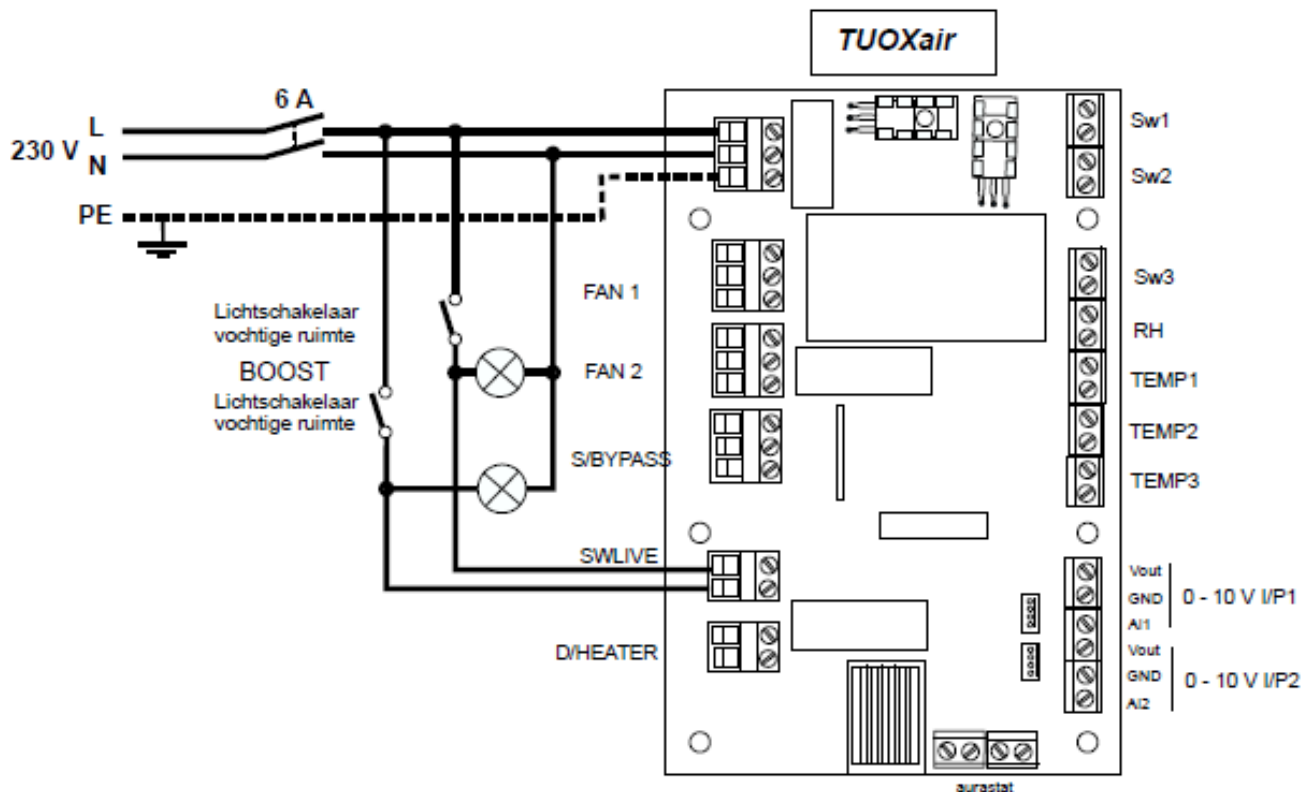 TUOXair
6 A
L
230 V
N
PE
Lichtschakelaar
vochtige ruimte
BOOST
Lichtschakelaar
vochtige ruimte
FAN 1
FAN 2
S/BYPASS
SWLIVE
D/HEATER
Sw1
Sw2
Sw3
RH
TEMP1
TEMP2
TEMP3
Vout
GND
AI1
0 - 10 V I/P1
Vout
GND
AI2
0 - 10 V I/P2
aurastat